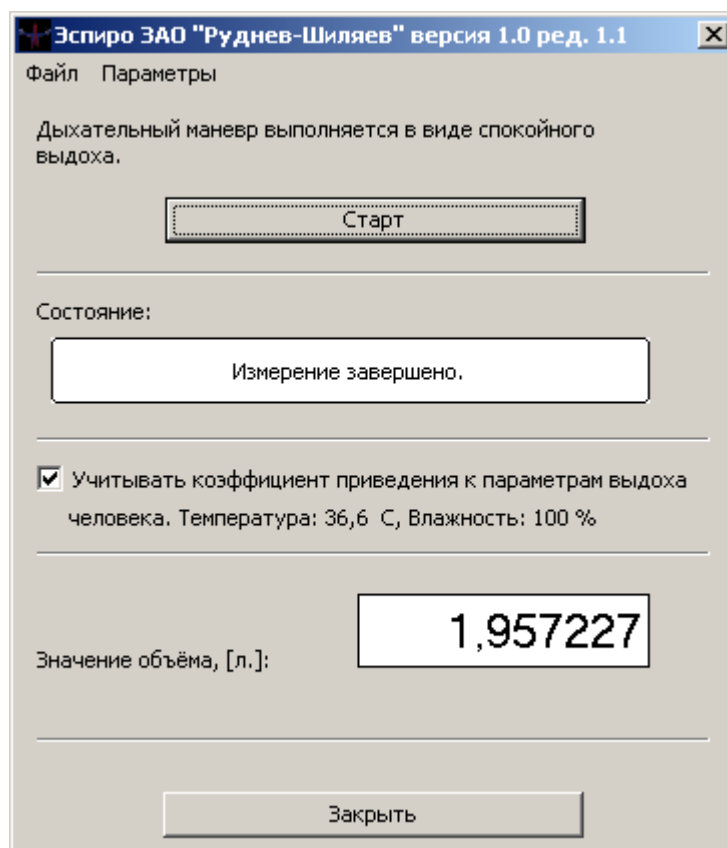 Эспиро ЗАО "Руднев-Шиляев" версия 1.0 ред. 1.1
Файл Параметры
Дыхательный маневр выполняется в виде спокойного
выдоха.
Старт
Состояние:
Измерение завершено.
Учитывать коэффициент приведения к параметрам выдоха
человека. Температура: 36,6 С, Влажность: 100 %
Значение объёма, [л.]:
1,957227
Закрыть